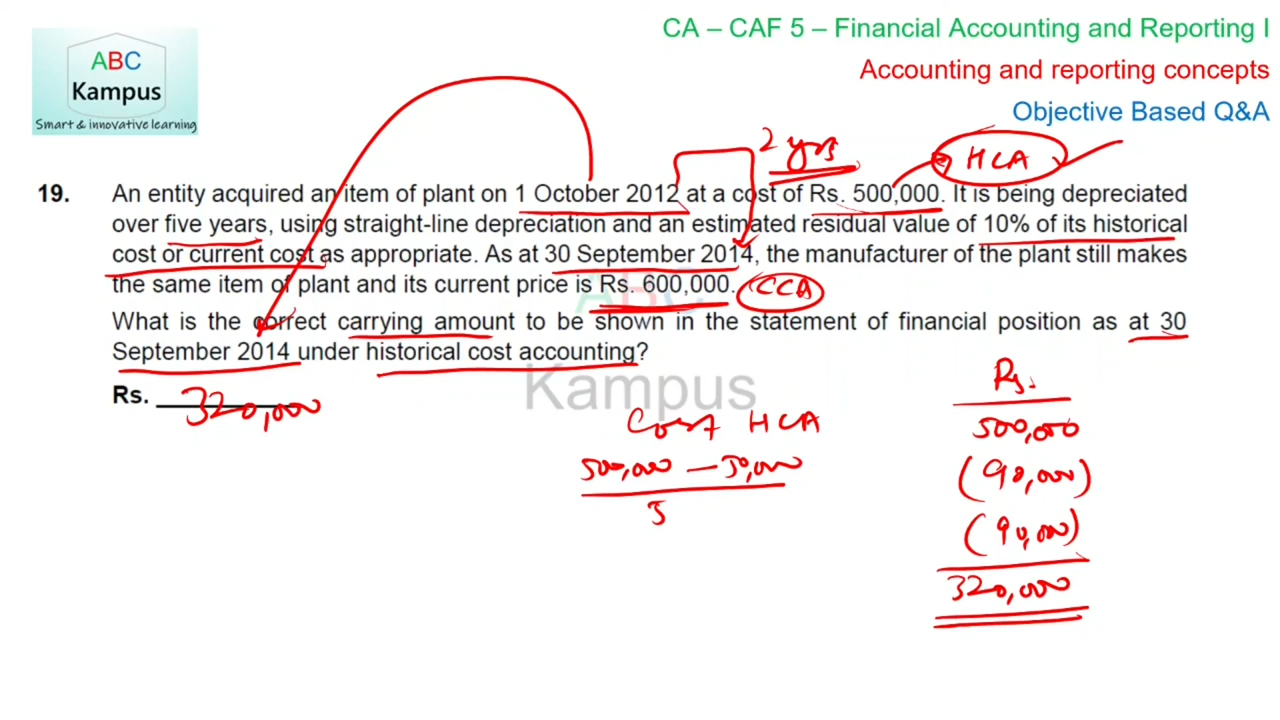 CA – CAF 5 – Financial Accounting and Reporting I
ABC
Kampus
Smart & innovative learning
Accounting and reporting concepts
Objective Based Q&A
2 yrs
HCA
19. An entity acquired an item of plant on 1 October 2012 at a cost of Rs. 500,000. It is being depreciated
over five years, using straight-line depreciation and an estimated residual value of 10% of its historical
cost or current cost as appropriate. As at 30 September 2014, the manufacturer of the plant still makes
the same item of plant and its current price is Rs. 600,000. CCA
ABC
What is the correct carrying amount to be shown in the statement of financial position as at 30
September 2014 under historical cost accounting?
Kampus
Rs. 320,000
Cost HCA
500,000 – 50,000
5
Rs.
500,000
(90,000)
(90,000)
320,000